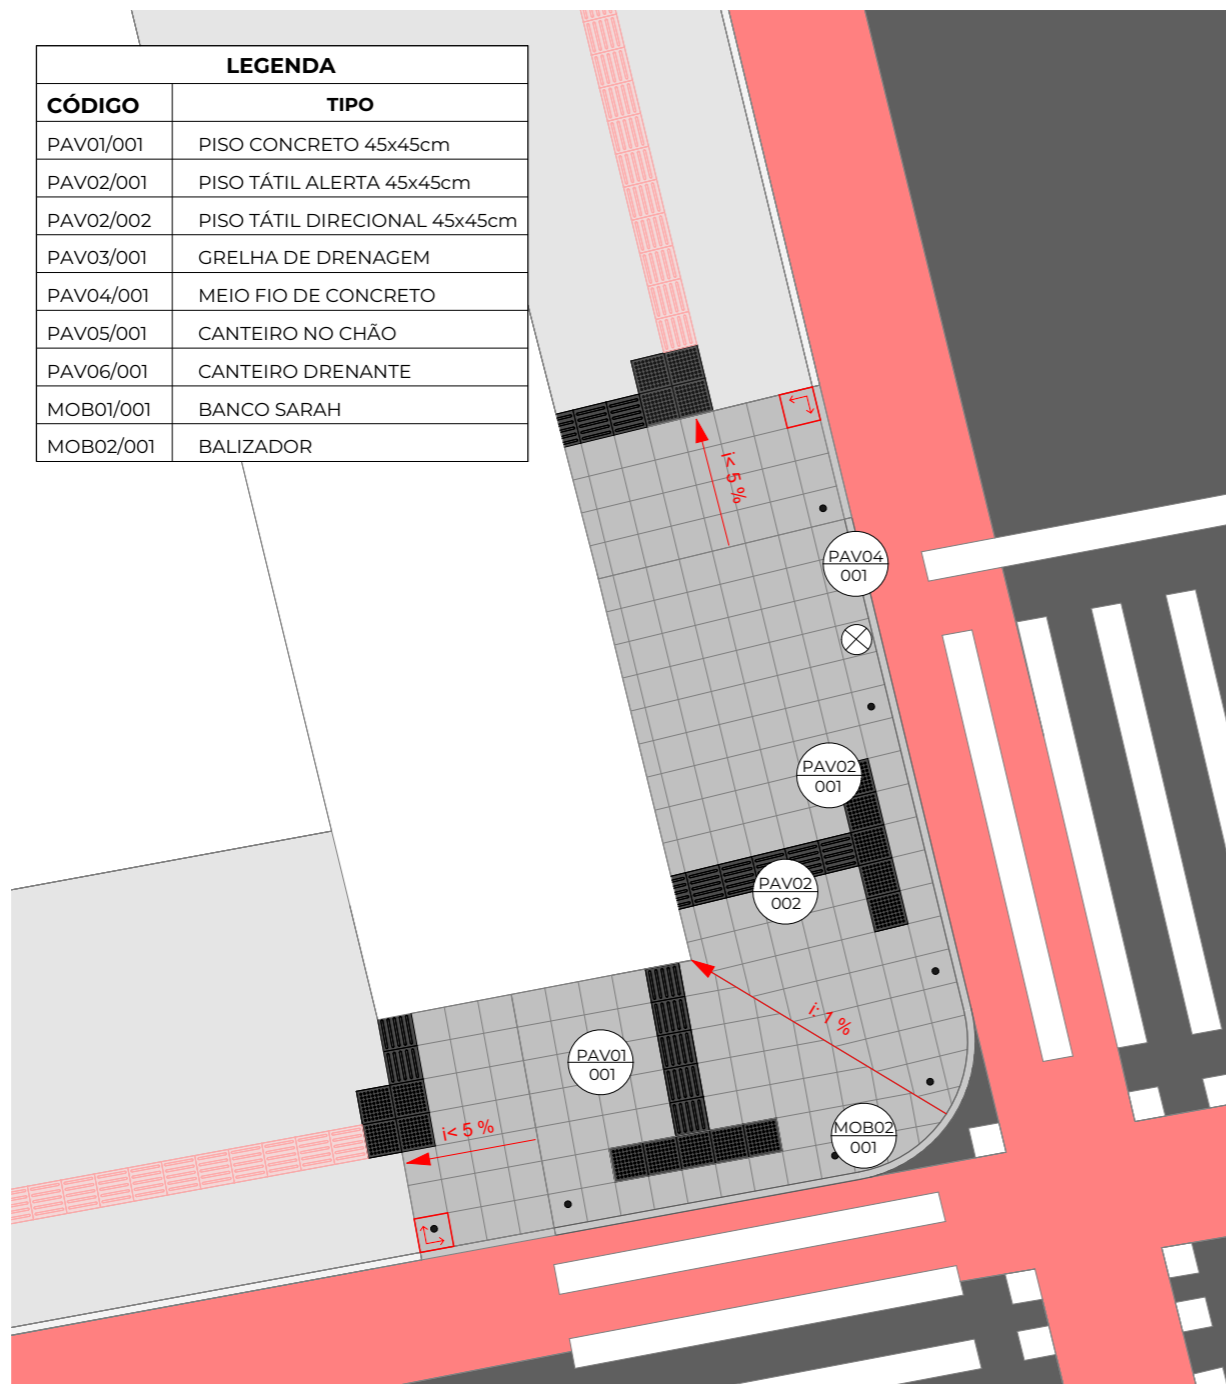 LEGENDA
CÓDIGO TIPO
PAV01/001 PISO CONCRETO 45x45cm
PAV02/001 PISO TÁTIL ALERTA 45x45cm
PAV02/002 PISO TÁTIL DIRECIONAL 45x45cm
PAV03/001 GRELHA DE DRENAGEM
PAV04/001 MEIO FIO DE CONCRETO
PAV05/001 CANTEIRO NO CHÃO
PAV06/001 CANTEIRO DRENANTE
MOB01/001 BANCO SARAH
MOB02/001 BALIZADOR
i< 5 %
PAV04
001
PAV02
001
PAV02
002
i: 1 %
PAV01
001
i< 5 %
MOB02
001